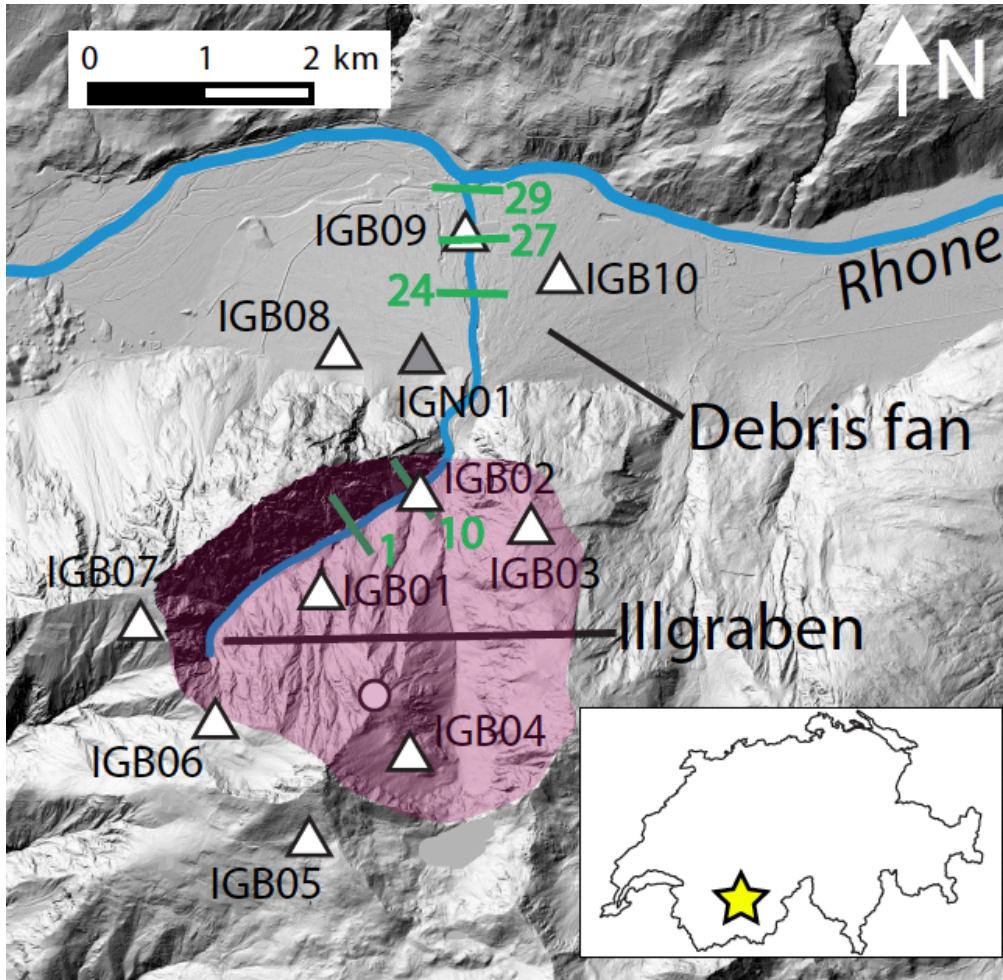 0 1 2 km
N
29
IGB09
27
IGB10
24
Rhone
IGB08
IGN01
Debris fan
IGB02
10
1
IGB03
IGB07
IGB01
Illgraben
IGB04
IGB06
IGB05